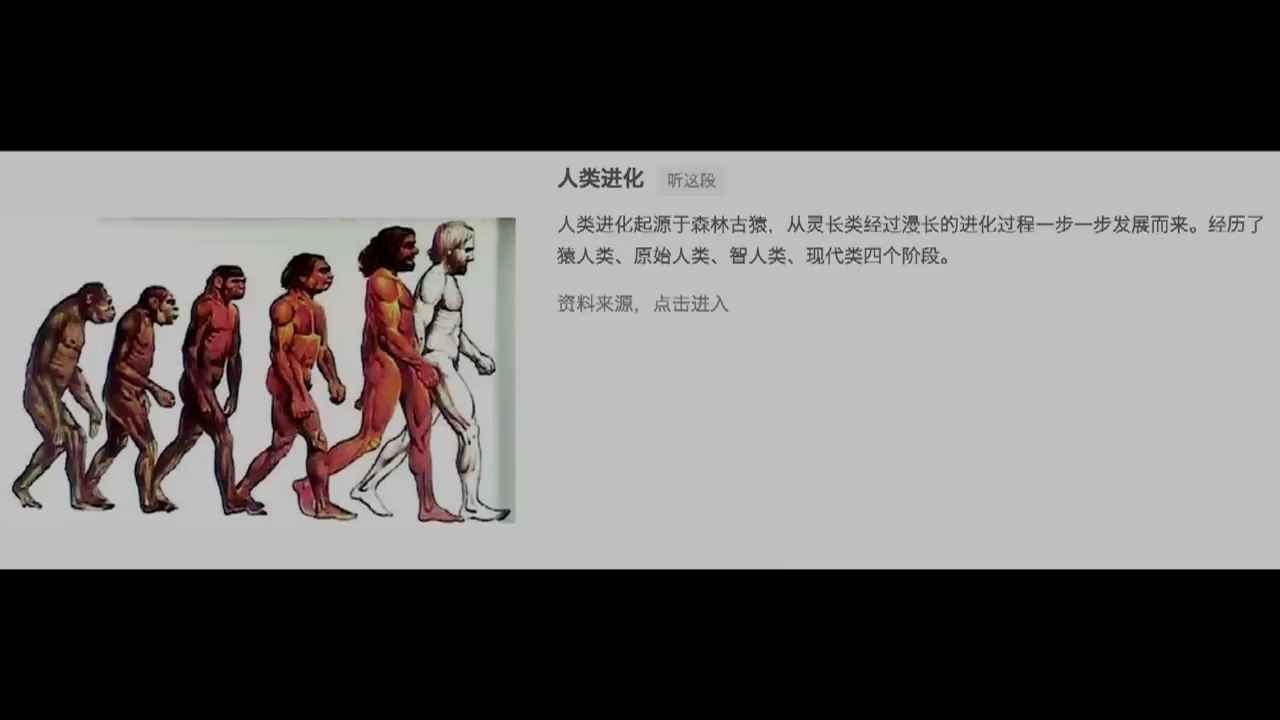 人类进化 听这段
人类进化起源于森林古猿，从灵长类经过漫长的进化过程一步一步发展而来。经历了
猿人类、原始人类、智人类、现代类四个阶段。
资料来源，点击进入